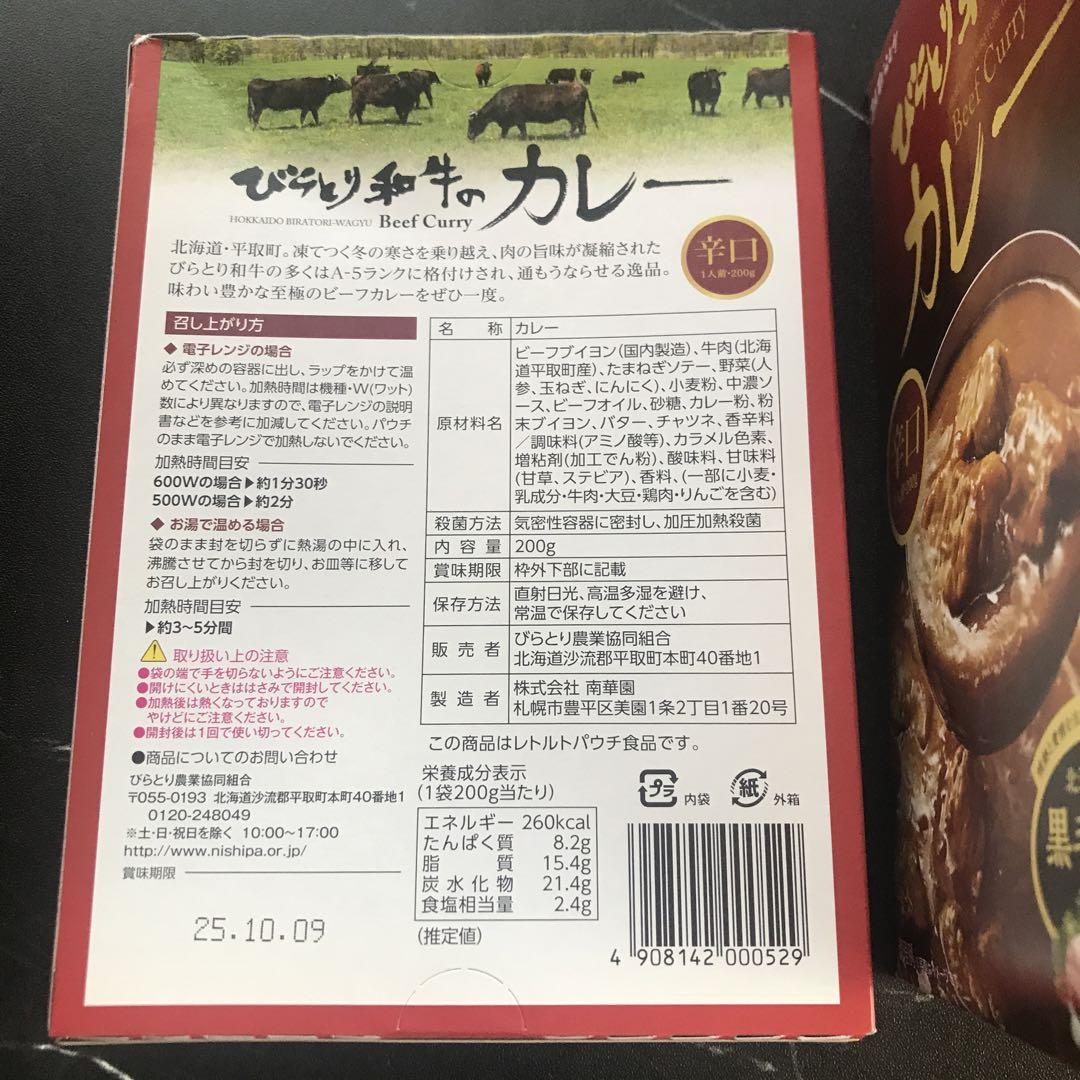 びらとり和牛のカレー
HOKKAIDO BIRATORI-WAGYU Beef Curry
北海道・平取町。凍てつく冬の寒さを乗り越え、肉の旨味が凝縮された
びらとり和牛の多くはA-5ランクに格付けされ、通もうならせる逸品。
味わい豊かな至極のビーフカレーをぜひ一度。
辛口
1人前・200g
召し上がり方
◆ 電子レンジの場合
必ず深めの容器に出し、ラップをかけて温
めてください。加熱時間は機種・W(ワット)
数により異なりますので、電子レンジの説明
書などを参考に加減してください。パウチ
のまま電子レンジで加熱しないでください。
加熱時間目安
600Wの場合▶約1分30秒
500Wの場合▶約2分
◆ お湯で温める場合
袋のまま封を切らずに熱湯の中に入れ、
沸騰させてから封を切り、お皿等に移して
お召し上がりください。
加熱時間目安
▶約3〜5分間
取り扱い上の注意
●袋の端で手を切らないようにご注意ください。
●開けにくいときははさみで開封してください。
●加熱後は熱くなっておりますので
やけどにご注意ください。
●開封後は1回で使い切ってください。
●商品についてのお問い合わせ
びらとり農業協同組合
〒055-0193 北海道沙流郡平取町本町40番地1
0120-248049
※土・日・祝日を除く 10:00〜17:00
http://www.nishipa.or.jp/
賞味期限
25.10.09
名称 カレー
原材料名
ビーフブイヨン(国内製造)、牛肉(北海
道平取町産)、たまねぎソテー、野菜(人
参、玉ねぎ、にんにく)、小麦粉、中濃ソ
ース、ビーフオイル、砂糖、カレー粉、粉
末ブイヨン、バター、チャツネ、香辛料
／調味料(アミノ酸等)、カラメル色素、
増粘剤(加工でん粉)、酸味料、甘味料
(甘草、ステビア)、香料、(一部に小麦・
乳成分・牛肉・大豆・鶏肉・りんごを含む)
殺菌方法 気密性容器に密封し、加圧加熱殺菌
内容量 200g
賞味期限 枠外下部に記載
保存方法
直射日光、高温多湿を避け、
常温で保存してください
販売者
びらとり農業協同組合
北海道沙流郡平取町本町40番地1
製造者
株式会社 南華園
札幌市豊平区美園1条2丁目1番20号
この商品はレトルトパウチ食品です。
栄養成分表示
(1袋200g当たり)
エネルギー 260kcal
たんぱく質 8.2g
脂質 15.4g
炭水化物 21.4g
食塩相当量 2.4g
(推定値)
プラ 内袋
紙 外箱
4 908142 000529
びらとり
Beef Curry
カレー
辛口
黒